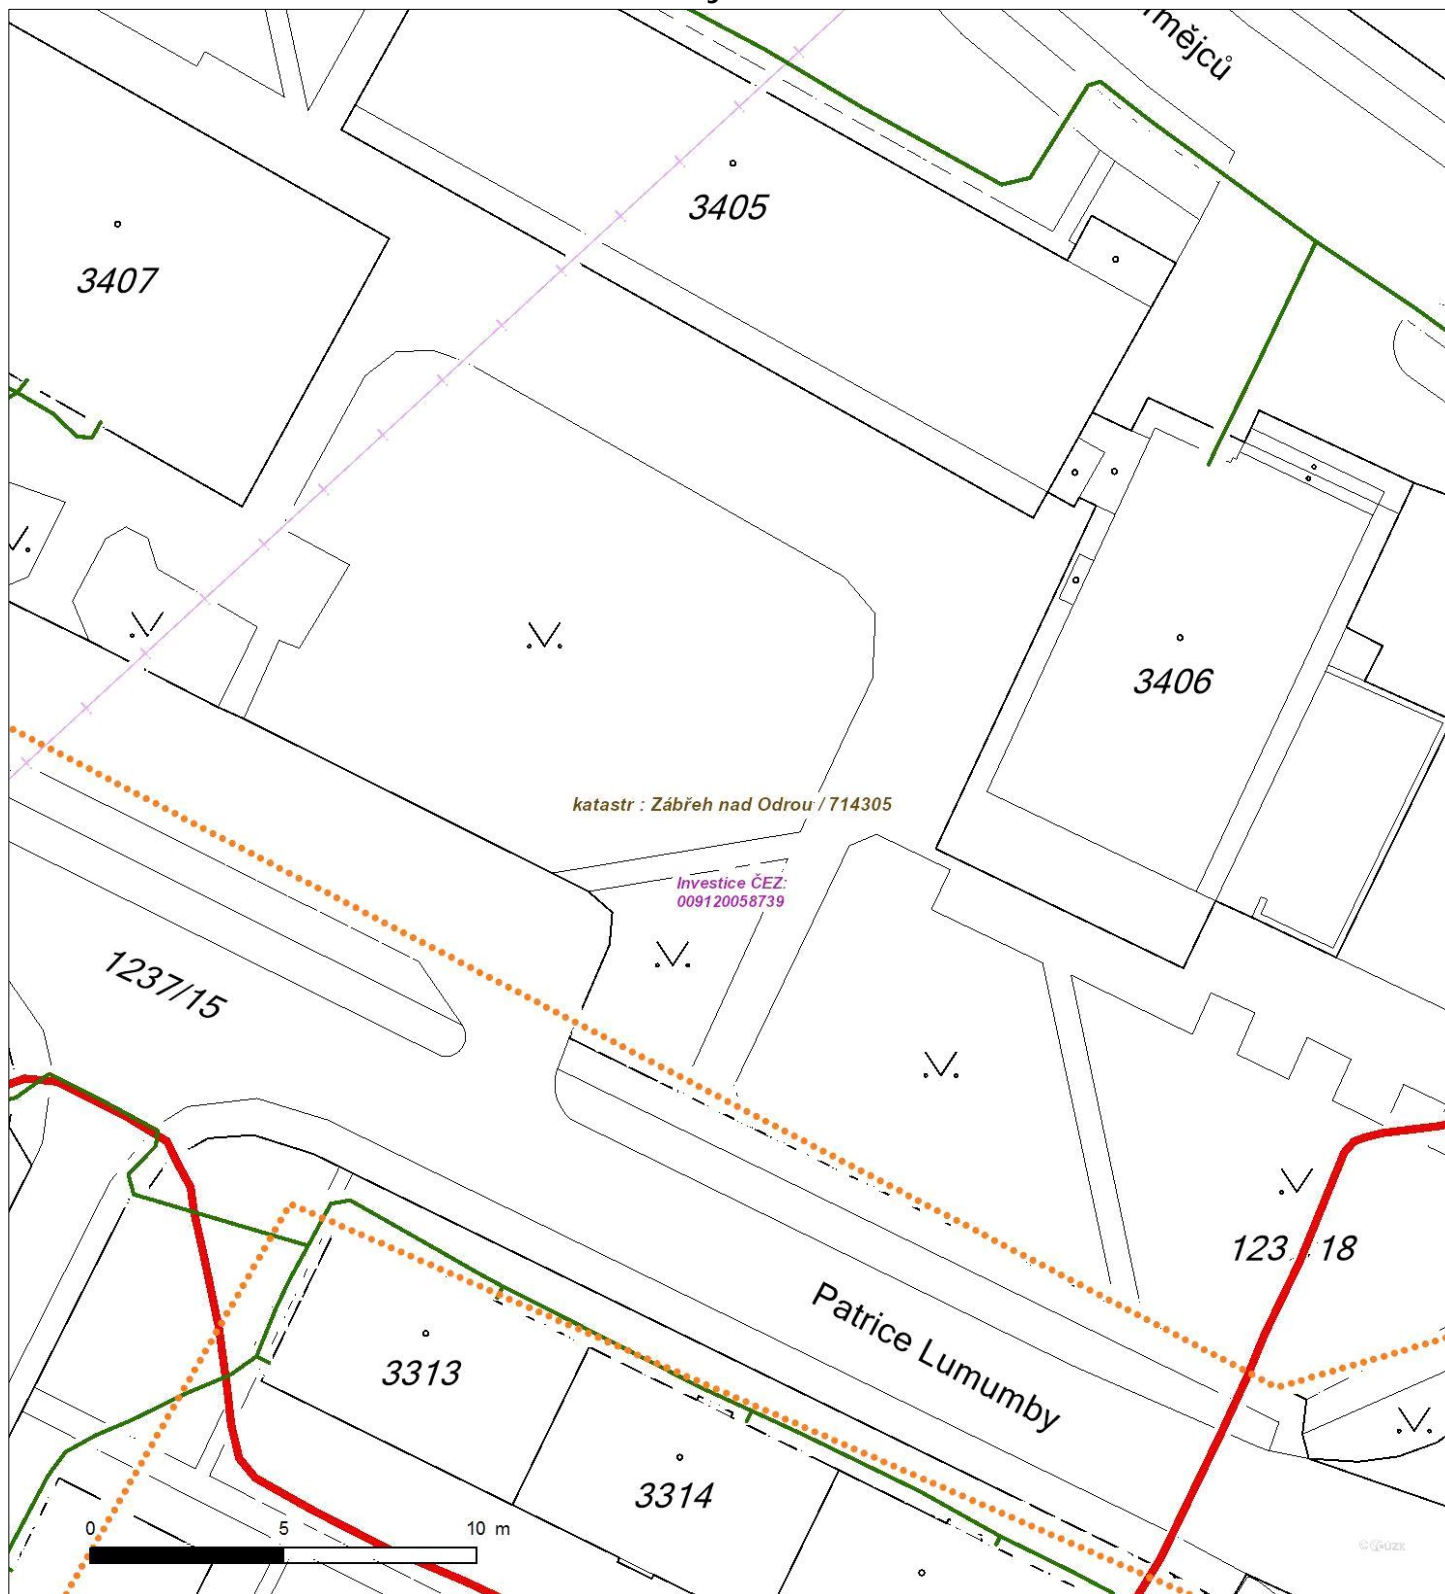 3405
3407
3406
katastr : Zábřeh nad Odrou / 714305
Investice ČEZ:
009120058739
1237/15
18
Patrice Lumumby
3313
3314
0 5 10 m